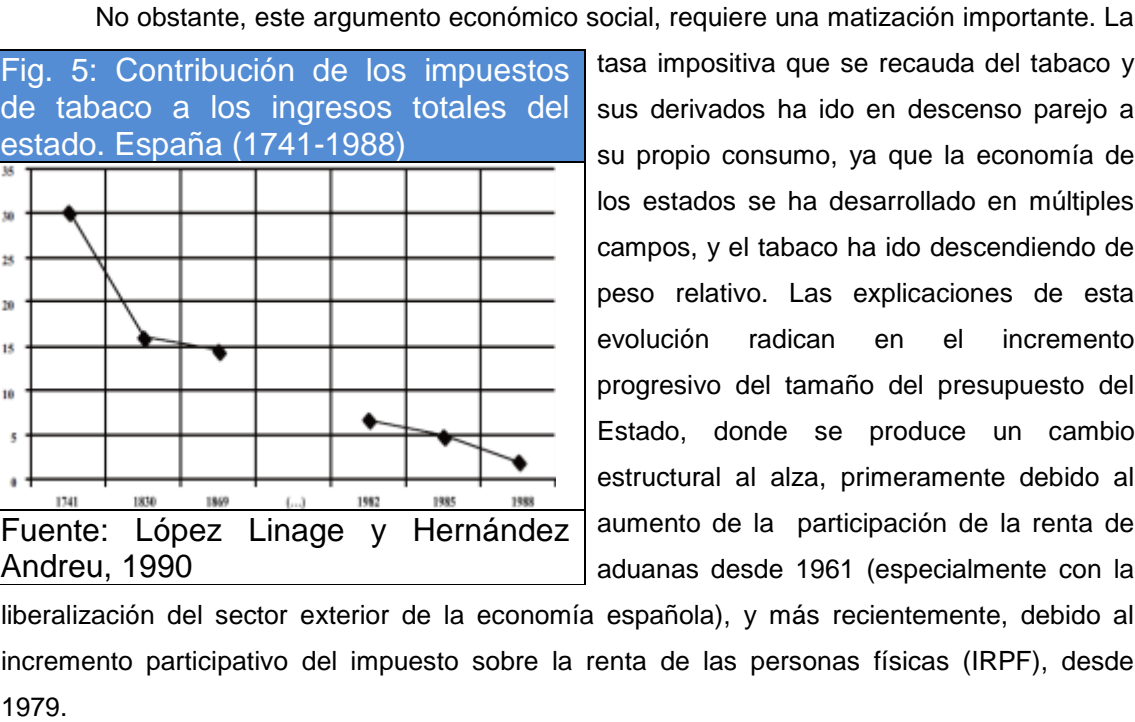 No obstante, este argumento económico social, requiere una matización importante. La
Fig. 5: Contribución de los impuestos
de tabaco a los ingresos totales del
estado. España (1741-1988)
35
30
25
20
15
10
5
0
1741 1830 1869 (...) 1982 1985 1988
Fuente: López Linage y Hernández
Andreu, 1990
tasa impositiva que se recauda del tabaco y
sus derivados ha ido en descenso parejo a
su propio consumo, ya que la economía de
los estados se ha desarrollado en múltiples
campos, y el tabaco ha ido descendiendo de
peso relativo. Las explicaciones de esta
evolución radican en el incremento
progresivo del tamaño del presupuesto del
Estado, donde se produce un cambio
estructural al alza, primeramente debido al
aumento de la participación de la renta de
aduanas desde 1961 (especialmente con la
liberalización del sector exterior de la economía española), y más recientemente, debido al
incremento participativo del impuesto sobre la renta de las personas físicas (IRPF), desde
1979.